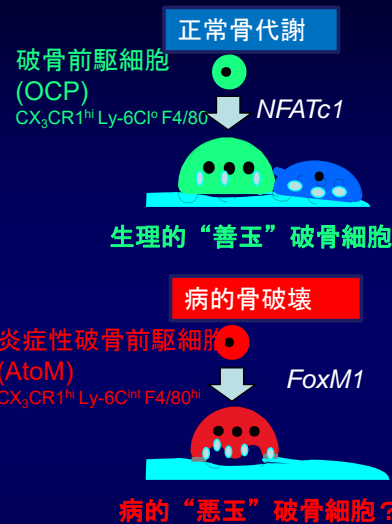 正常骨代謝
破骨前駆細胞
(OCP)
CX₃CR1ʰⁱ Ly-6Clᵒ F4/80
NFATc1
生理的“善玉”破骨細胞
病的骨破壊
炎症性破骨前駆細胞
(AtoM)
CX₃CR1ʰⁱ Ly-6Cⁱⁿᵗ F4/80ʰⁱ
FoxM1
病的“悪玉”破骨細胞?